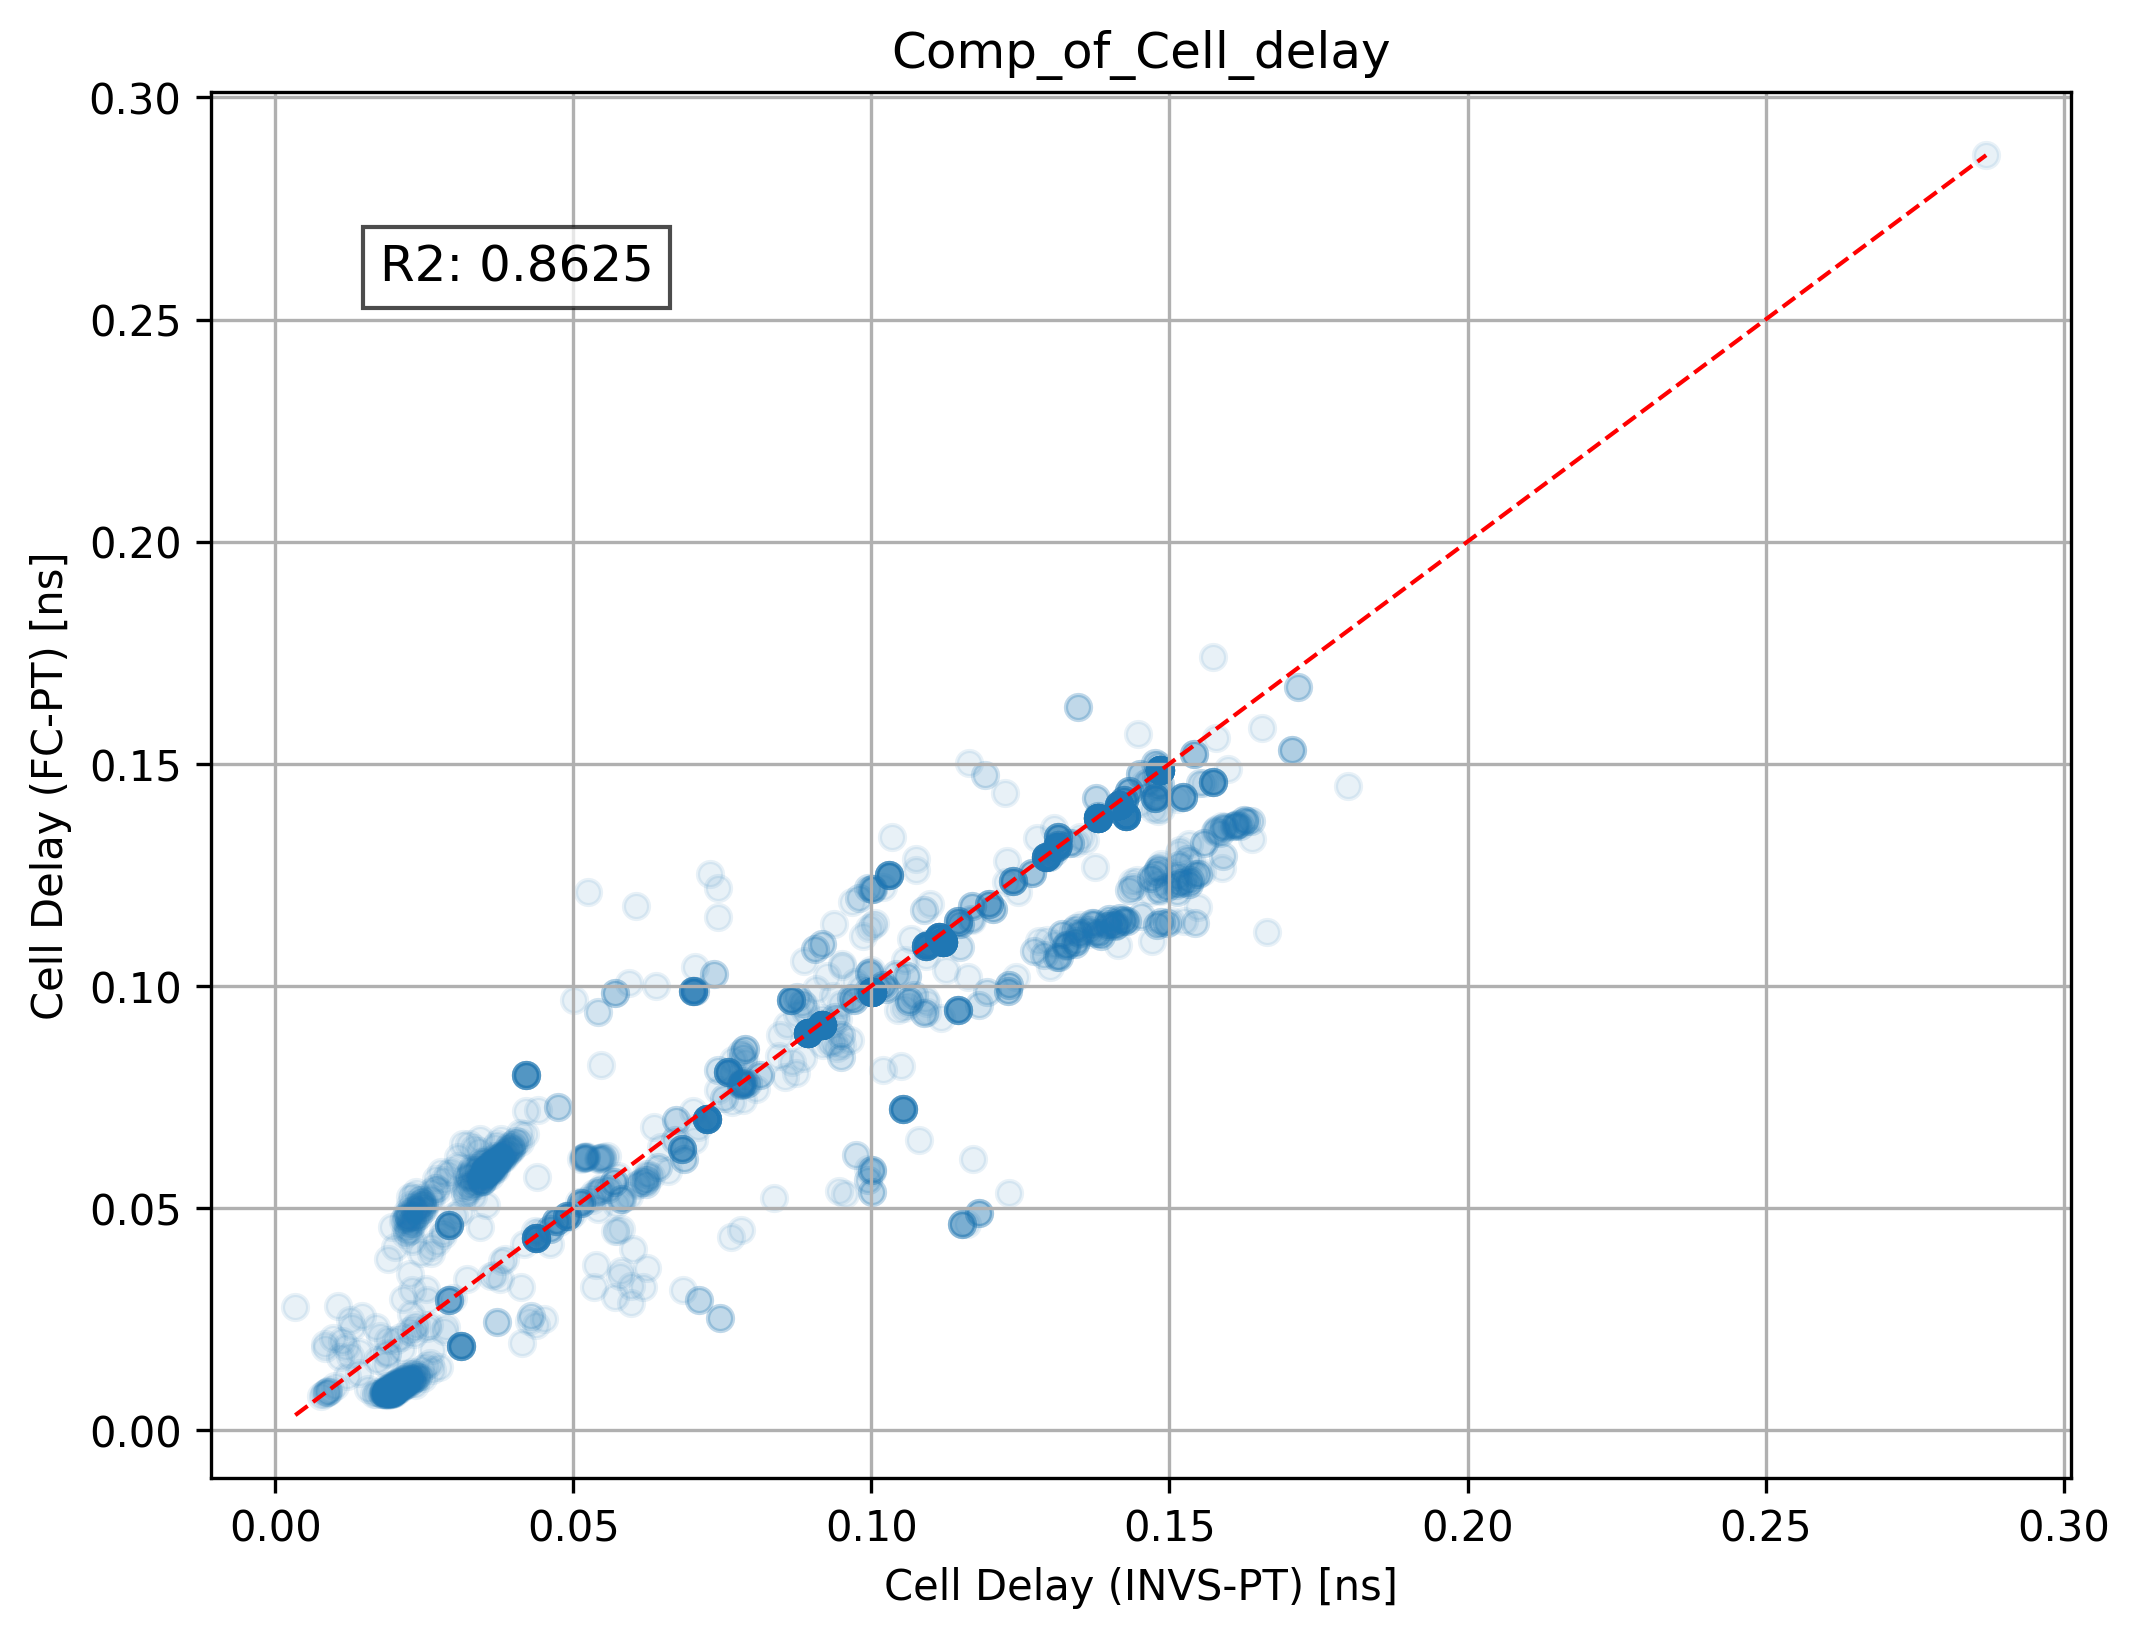 Comp_of_Cell_delay
0.30
0.25
0.20
0.15
0.10
0.05
0.00
Cell Delay (FC-PT) [ns]
R2: 0.8625
0.00 0.05 0.10 0.15 0.20 0.25 0.30
Cell Delay (INVS-PT) [ns]